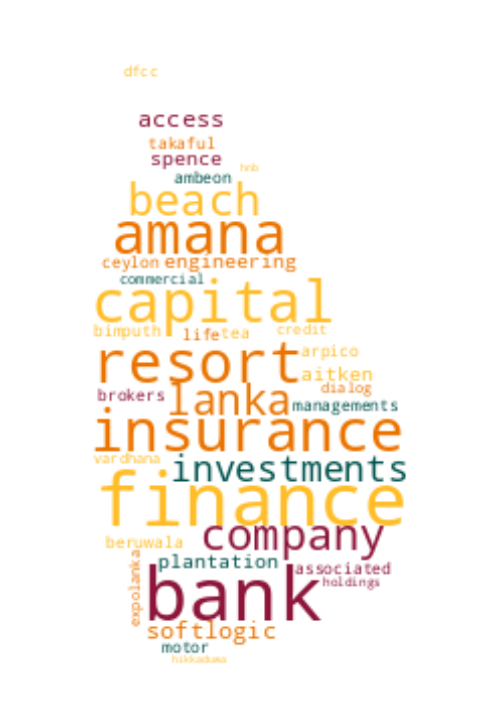 dfcc
access
takaful
spence
hnb
ambeon
beach
amana
ceylon engineering
commercial
capital
bimputh life tea credit
resort arpico
aitken
dialog
brokers lanka managements
insurance
vardhana investments
finance
company
beruwala
plantation associated
expolanka bank holdings
softlogic
motor
hikkaduwa